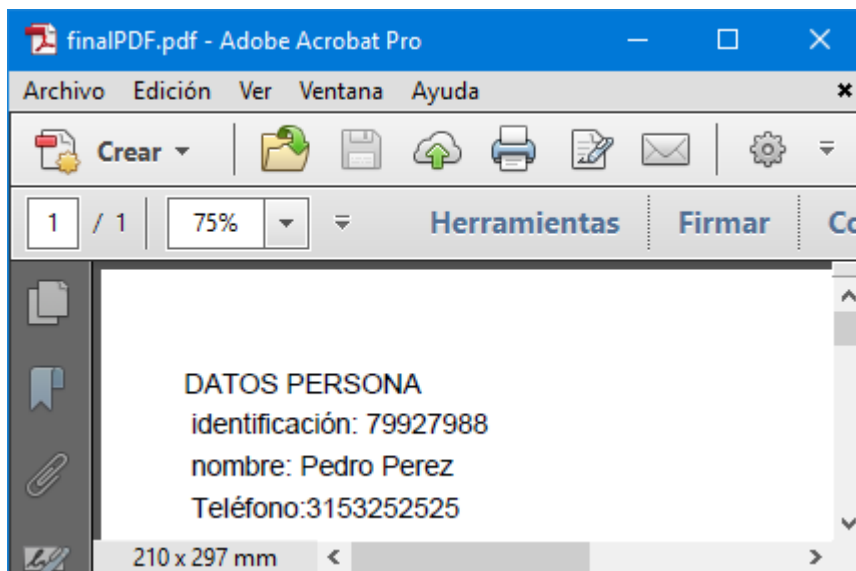 finalPDF.pdf - Adobe Acrobat Pro
Archivo Edición Ver Ventana Ayuda
Crear
1 / 1 75% Herramientas Firmar Co
DATOS PERSONA
identificación: 79927988
nombre: Pedro Perez
Teléfono:3153252525
210 x 297 mm